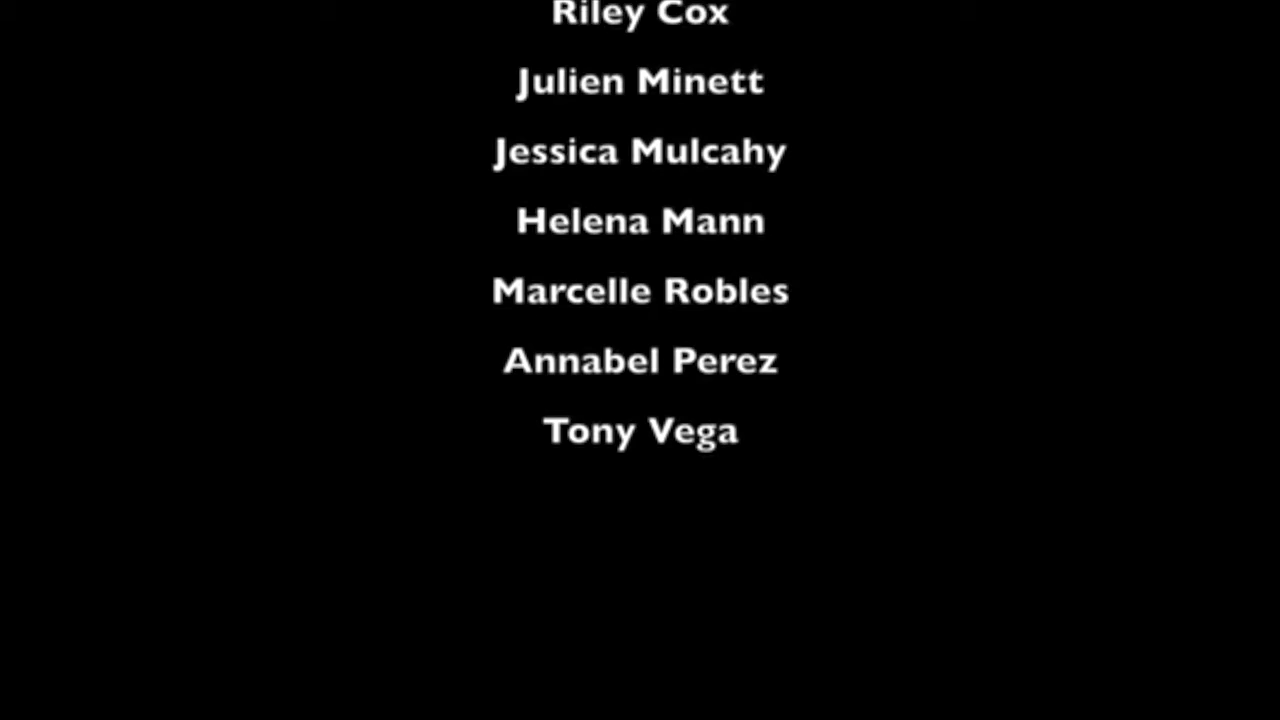 Riley Cox
Julien Minett
Jessica Mulcahy
Helena Mann
Marcelle Robles
Annabel Perez
Tony Vega